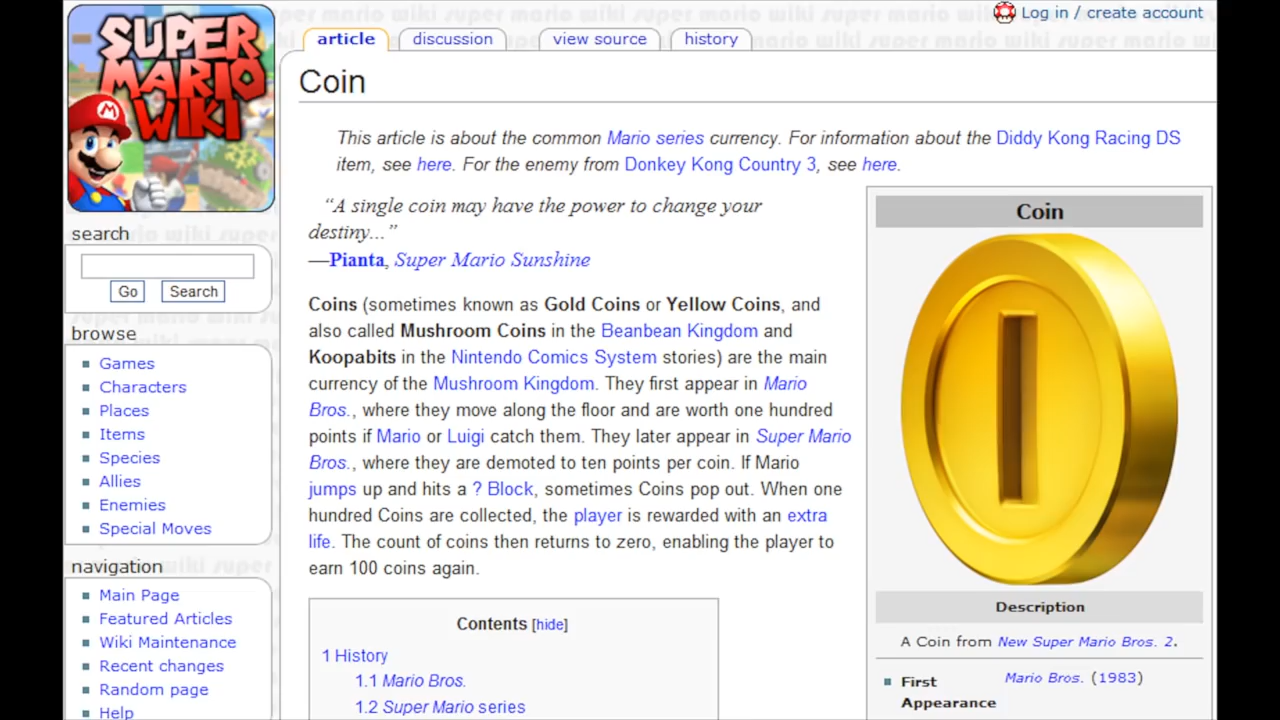 SUPER
MARIO
WIKI
Log in / create account
article
discussion
view source
history
Coin
This article is about the common Mario series currency. For information about the Diddy Kong Racing DS
item, see here. For the enemy from Donkey Kong Country 3, see here.
“A single coin may have the power to change your
destiny...”
—Pianta, Super Mario Sunshine
Coins (sometimes known as Gold Coins or Yellow Coins, and
also called Mushroom Coins in the Beanbean Kingdom and
Koopabits in the Nintendo Comics System stories) are the main
currency of the Mushroom Kingdom. They first appear in Mario
Bros., where they move along the floor and are worth one hundred
points if Mario or Luigi catch them. They later appear in Super Mario
Bros., where they are demoted to ten points per coin. If Mario
jumps up and hits a ? Block, sometimes Coins pop out. When one
hundred Coins are collected, the player is rewarded with an extra
life. The count of coins then returns to zero, enabling the player to
earn 100 coins again.
Contents [hide]
1 History
1.1 Mario Bros.
1.2 Super Mario series
Coin
Description
A Coin from New Super Mario Bros. 2.
First
Appearance
Mario Bros. (1983)
search
Go
Search
browse
Games
Characters
Places
Items
Species
Allies
Enemies
Special Moves
navigation
Main Page
Featured Articles
Wiki Maintenance
Recent changes
Random page
Help